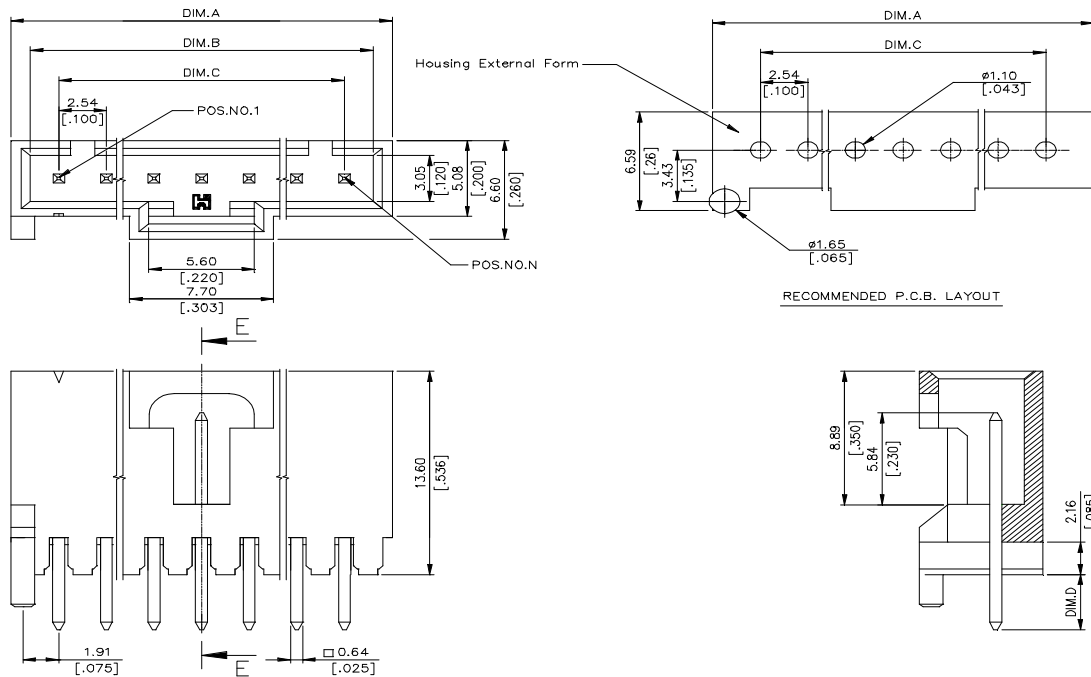 DIM.A
DIM.B
DIM.C
2.54
[.100]
POS.NO.1
3.05
[.120]
5.08
[.200]
6.60
[.260]
5.60
[.220]
7.70
[.303]
POS.NO.N
Housing External Form
DIM.A
DIM.C
2.54
[.100]
ø1.10
[.043]
6.59
[.26]
3.43
[.135]
ø1.65
[.065]
RECOMMENDED P.C.B. LAYOUT
E
13.60
[.536]
1.91
[.075]
E
□0.64
[.025]
8.89
[.350]
5.84
[.230]
2.16
[.085]
DIM.D